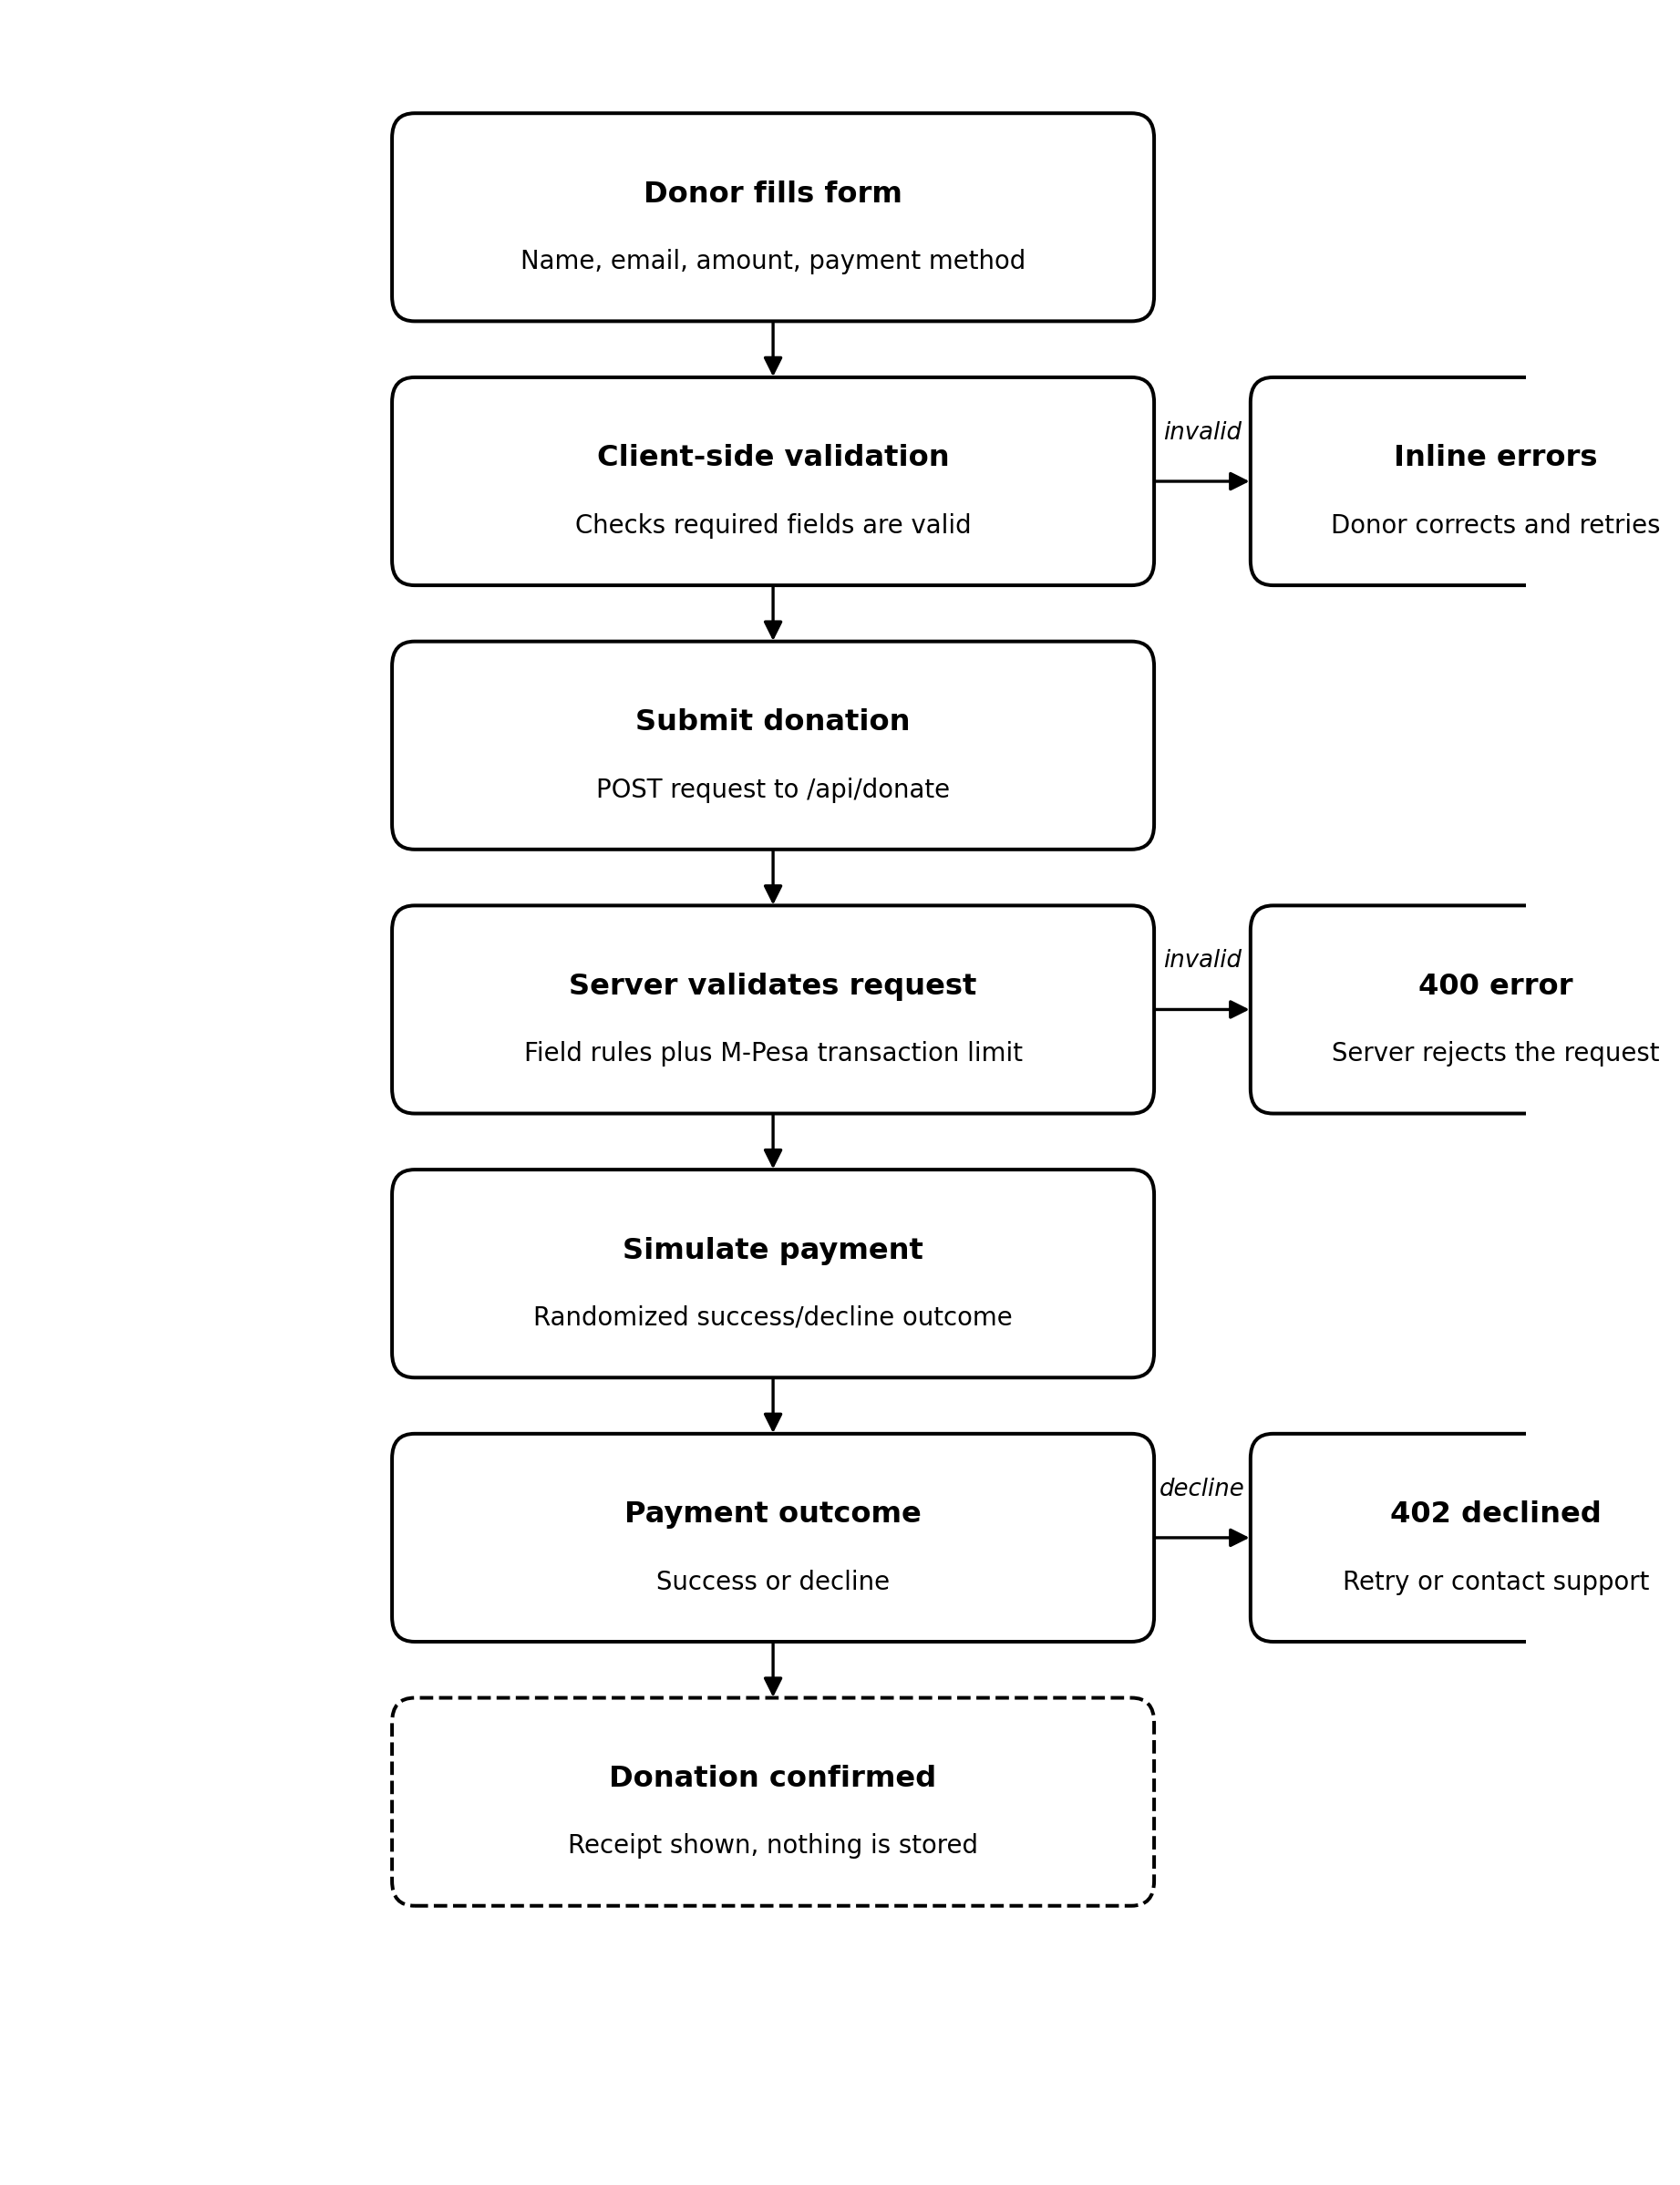 Donor fills form
Name, email, amount, payment method
Client-side validation
Checks required fields are valid
invalid
Inline errors
Donor corrects and retries
Submit donation
POST request to /api/donate
Server validates request
Field rules plus M-Pesa transaction limit
invalid
400 error
Server rejects the request
Simulate payment
Randomized success/decline outcome
Payment outcome
Success or decline
decline
402 declined
Retry or contact support
Donation confirmed
Receipt shown, nothing is stored